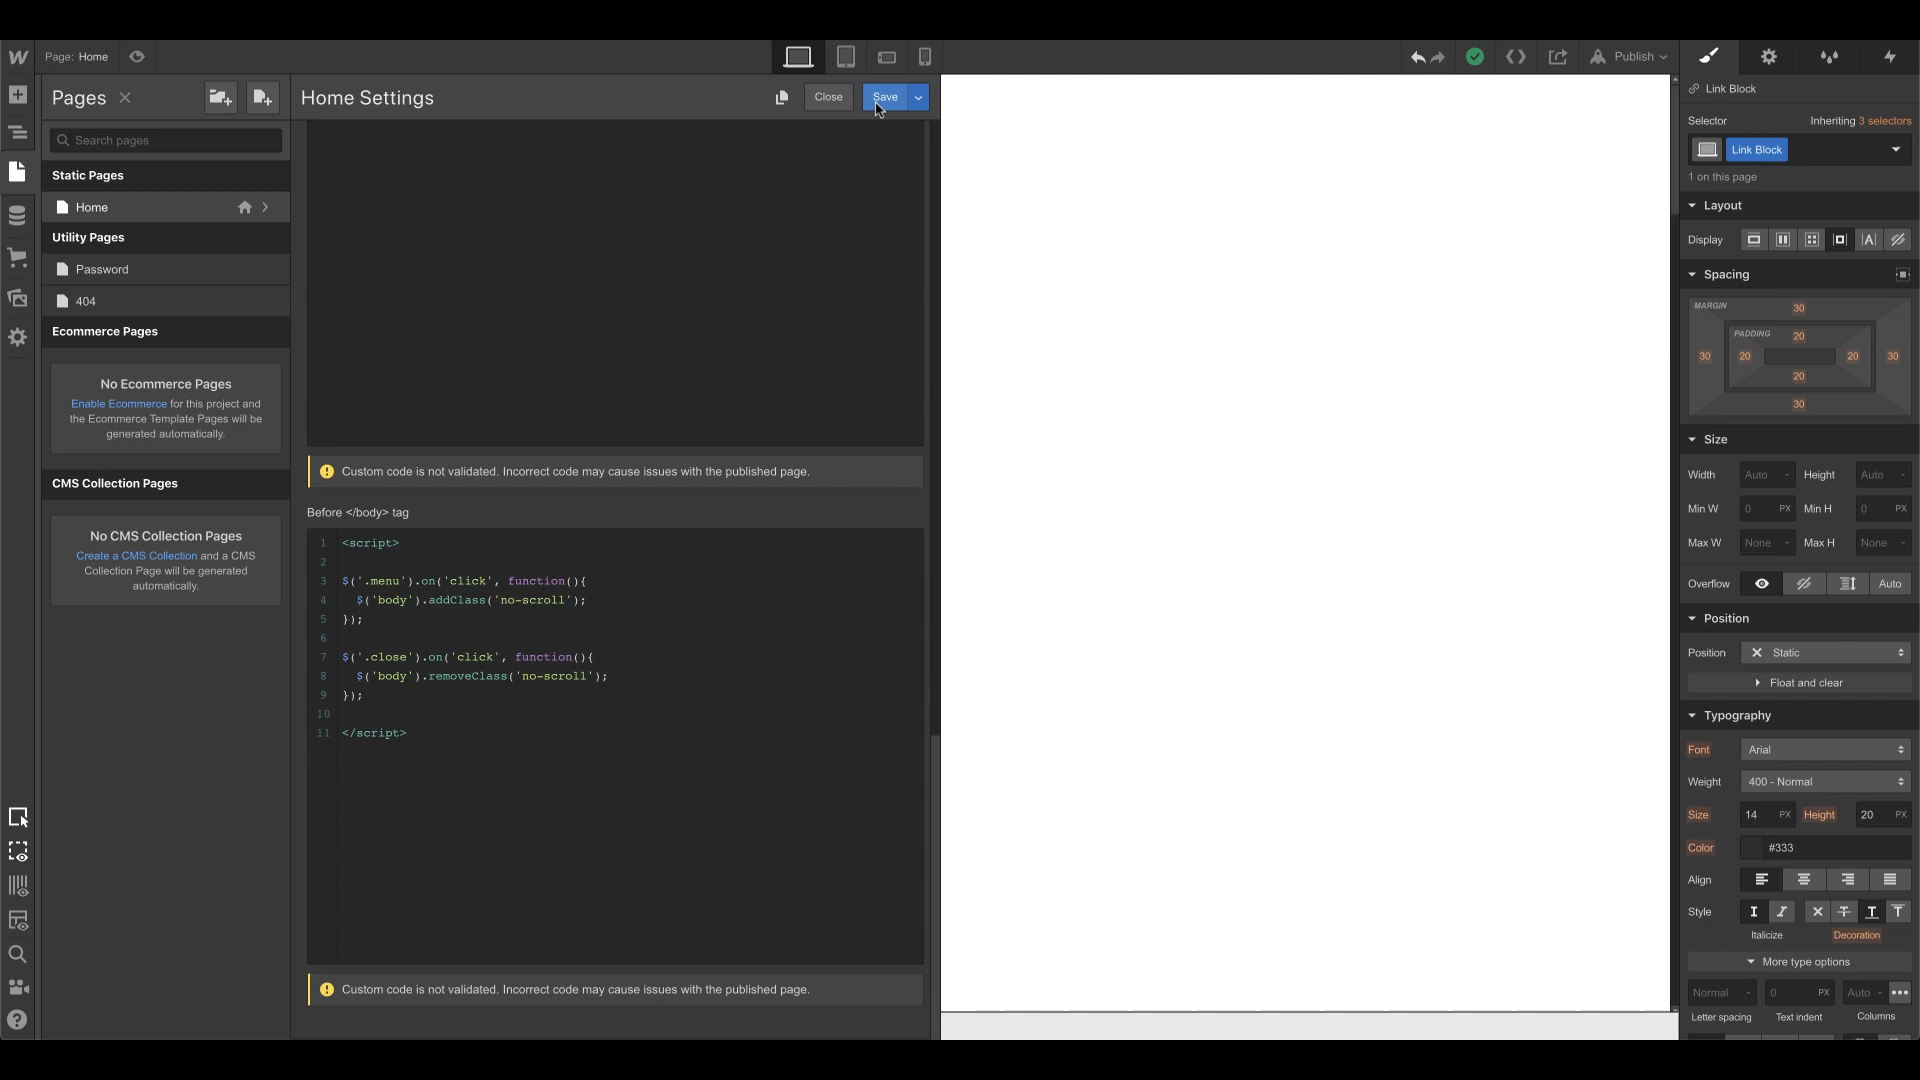 Page: Home
Publish
Pages
Home Settings
Close
Save
Search pages
Static Pages
Home
Utility Pages
Password
404
Ecommerce Pages
No Ecommerce Pages
Enable Ecommerce for this project and
the Ecommerce Template Pages will be
generated automatically.
CMS Collection Pages
No CMS Collection Pages
Create a CMS Collection and a CMS
Collection Page will be generated
automatically.
Custom code is not validated. Incorrect code may cause issues with the published page.
Before </body> tag
1 <script>
2
3 $('.menu').on('click', function(){
4 $('body').addClass('no-scroll');
5 });
6
7 $('.close').on('click', function(){
8 $('body').removeClass('no-scroll');
9 });
10
11 </script>
Custom code is not validated. Incorrect code may cause issues with the published page.
Link Block
Selector Inheriting 3 selectors
Link Block
1 on this page
Layout
Display
Spacing
MARGIN
30
PADDING
20
30 20 20 30
20
30
Size
Width Auto - Height Auto -
Min W 0 PX Min H 0 PX
Max W None - Max H None -
Overflow Auto
Position
Position Static
Float and clear
Typography
Font Arial
Weight 400 - Normal
Size 14 PX Height 20 PX
Color #333
Align
Style
Italicize Decoration
More type options
Normal - 0 PX Auto -
Letter spacing Text indent Columns